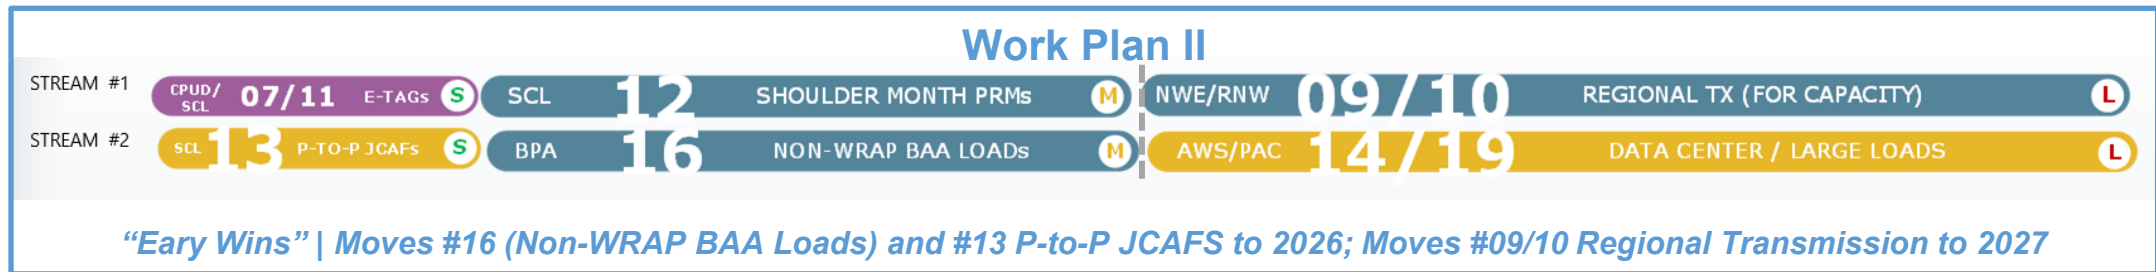 Work Plan II
STREAM #1 CPUD/ SCL 07/11 E-TAGs S SCL 12 SHOULDER MONTH PRMs M NWE/RNW 09/10 REGIONAL TX (FOR CAPACITY) L
STREAM #2 SCL 13 P-TO-P JCAFs S BPA 16 NON-WRAP BAA LOADs M AWS/PAC 14/19 DATA CENTER / LARGE LOADS L
“Eary Wins” | Moves #16 (Non-WRAP BAA Loads) and #13 P-to-P JCAFS to 2026; Moves #09/10 Regional Transmission to 2027